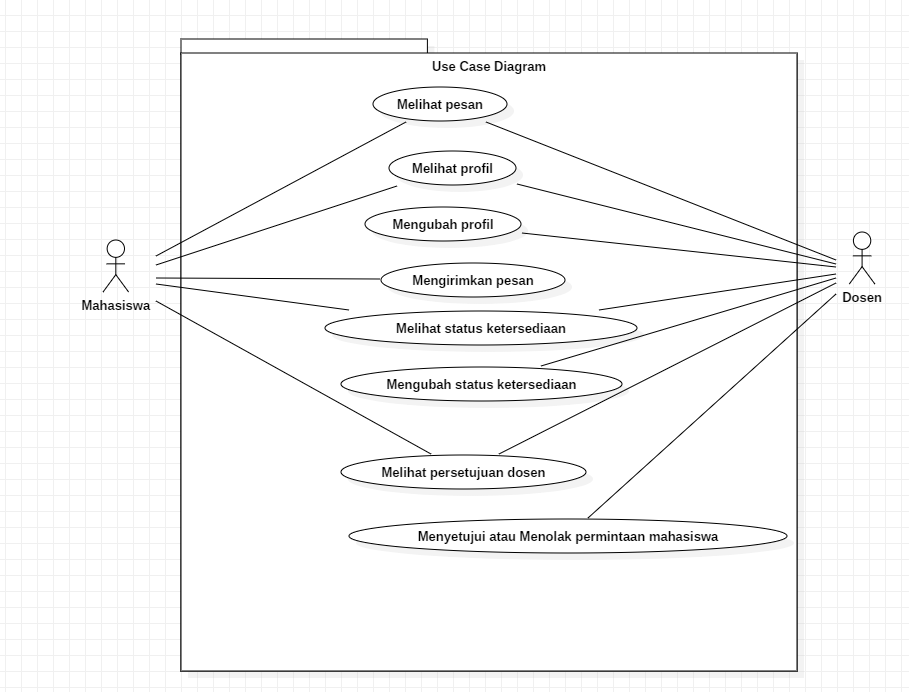 Use Case Diagram
Melihat pesan
Melihat profil
Mengubah profil
Mengirimkan pesan
Mahasiswa
Dosen
Melihat status ketersediaan
Mengubah status ketersediaan
Melihat persetujuan dosen
Menyetujui atau Menolak permintaan mahasiswa